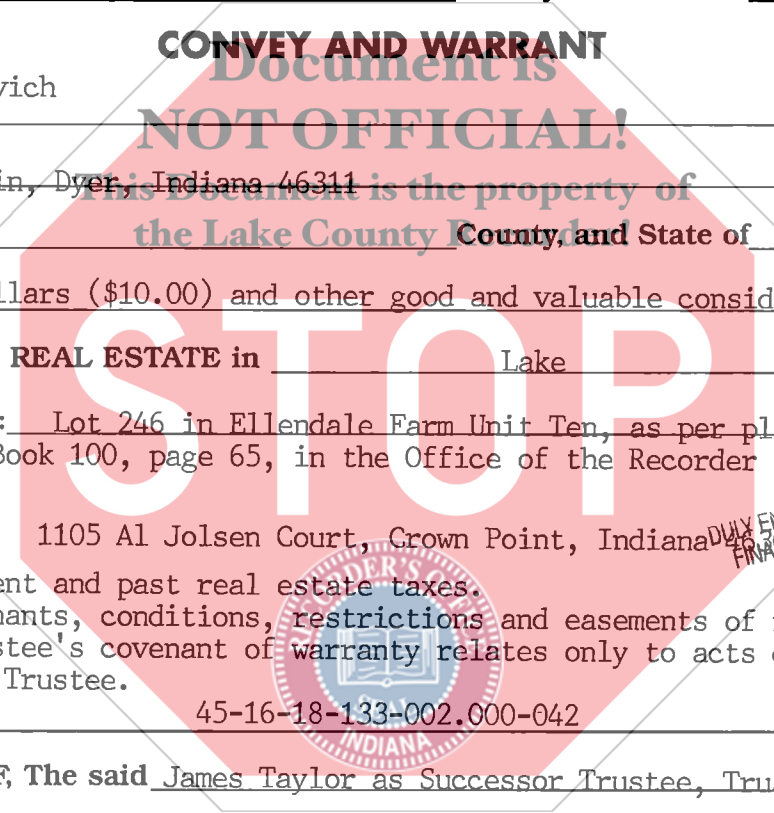 CONVEY AND WARRANT
Document is
vich
NOT OFFICIAL!
in, Dyer, Indiana 46311
This Document is the property of
the Lake County Recorder!
County, and State of
llars ($10.00) and other good and valuable consid
REAL ESTATE in Lake
: Lot 246 in Ellendale Farm Unit Ten, as per pl
Book 100, page 65, in the Office of the Recorder
STOP
1105 Al Jolsen Court, Crown Point, Indiana
DULY
ent and past real estate taxes.
nants, conditions, restrictions and easements of
stee's covenant of warranty relates only to acts
Trustee.
45-16-18-133-002.000-042
RECORDER'S
SEAL
INDIANA
F, The said James Taylor as Successor Trustee, Tru